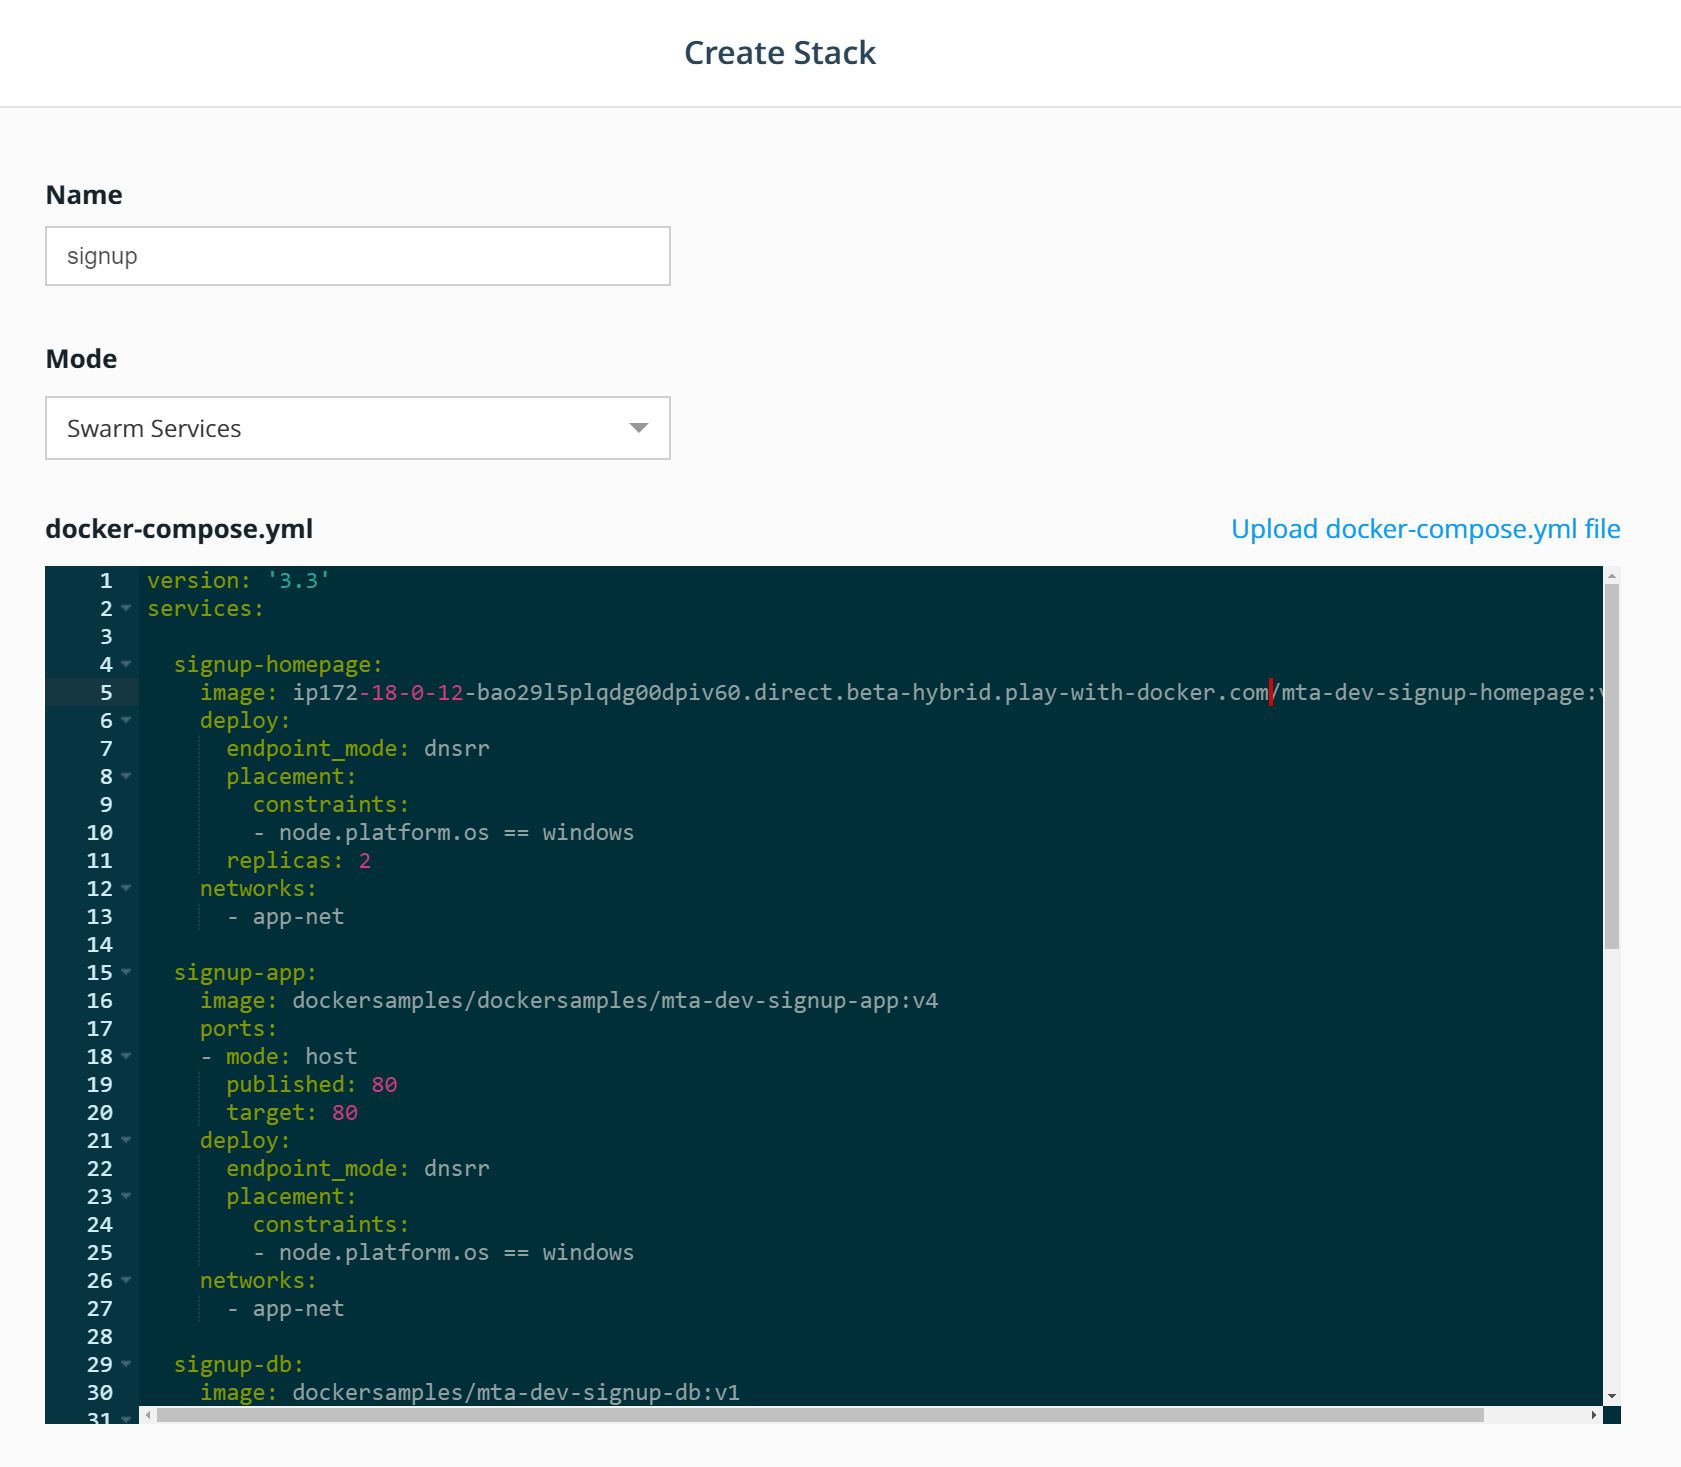 Create Stack
Name
signup
Mode
Swarm Services
docker-compose.yml
Upload docker-compose.yml file
1 version: '3.3'
2 services:
3
4   signup-homepage:
5     image: ip172-18-0-12-bao29l5plqdg00dpiv60.direct.beta-hybrid.play-with-docker.com/mta-dev-signup-homepage:
6     deploy:
7       endpoint_mode: dnsrr
8       placement:
9         constraints:
10         - node.platform.os == windows
11       replicas: 2
12     networks:
13       - app-net
14
15   signup-app:
16     image: dockersamples/dockersamples/mta-dev-signup-app:v4
17     ports:
18     - mode: host
19       published: 80
20       target: 80
21     deploy:
22       endpoint_mode: dnsrr
23       placement:
24         constraints:
25         - node.platform.os == windows
26     networks:
27       - app-net
28
29   signup-db:
30     image: dockersamples/mta-dev-signup-db:v1
31